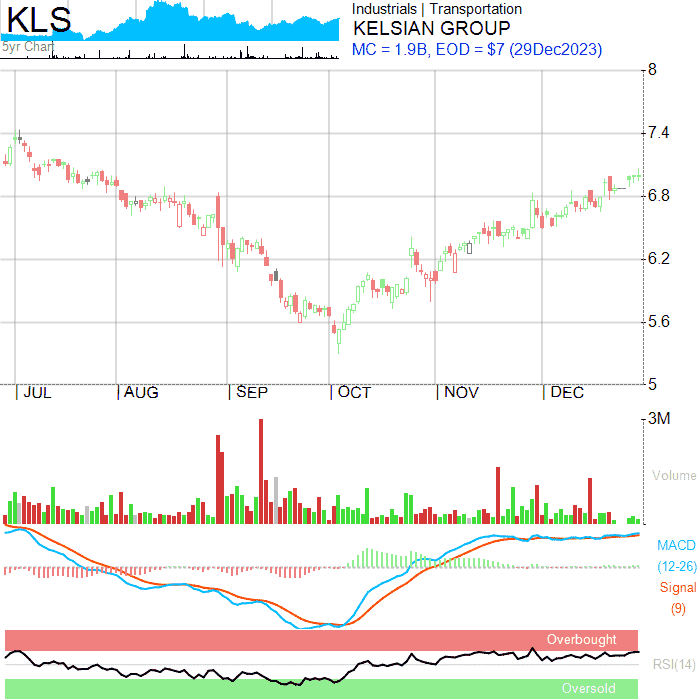 KLS
5yr Chart
Industrials | Transportation
KELSIAN GROUP
MC = 1.9B, EOD = $7 (29Dec2023)
8
7.4
6.8
6.2
5.6
5
| JUL | AUG | SEP | OCT | NOV | DEC
3M
Volume
MACD
(12-26)
Signal
(9)
Overbought
RSI(14)
Oversold